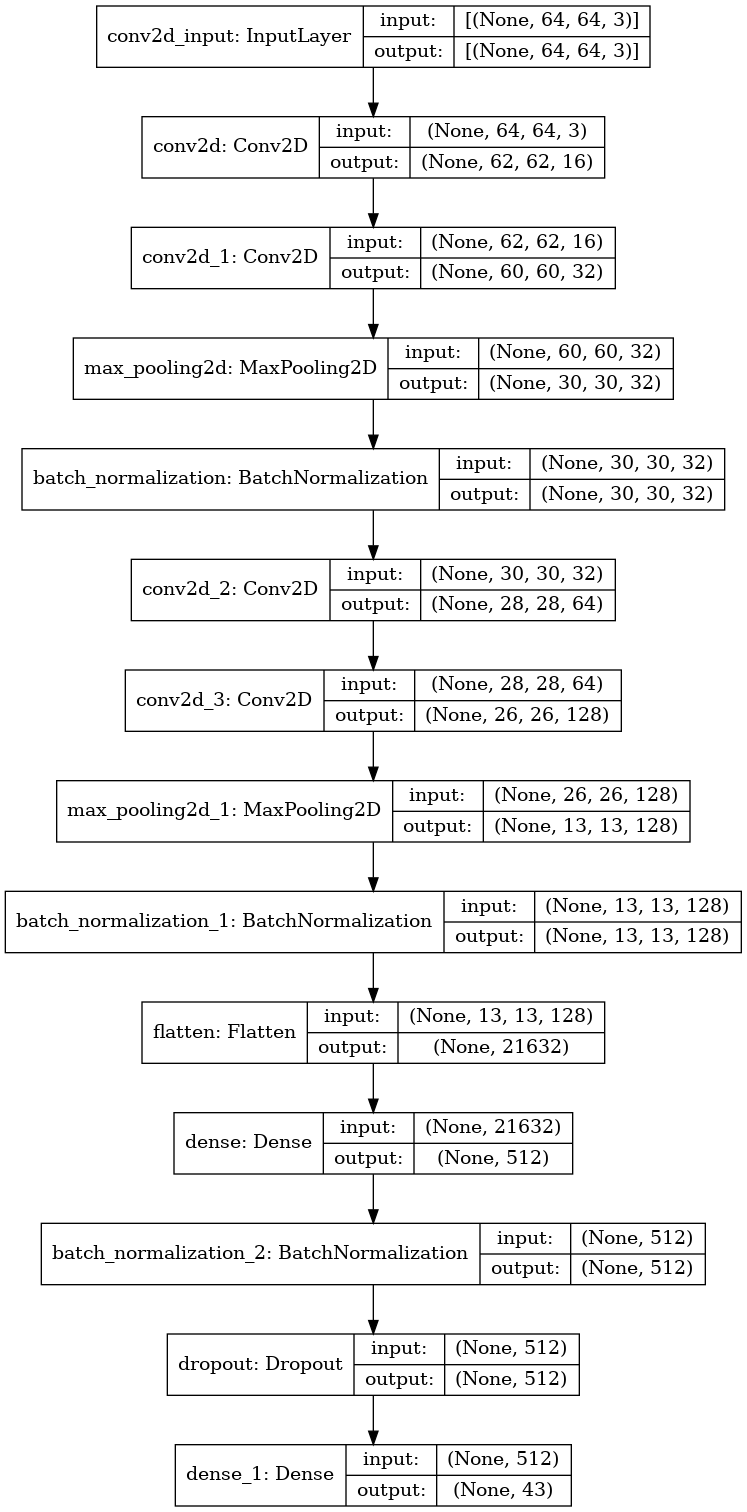 conv2d_input: InputLayer input: [(None, 64, 64, 3)]
output: [(None, 64, 64, 3)]
conv2d: Conv2D input: (None, 64, 64, 3)
output: (None, 62, 62, 16)
conv2d_1: Conv2D input: (None, 62, 62, 16)
output: (None, 60, 60, 32)
max_pooling2d: MaxPooling2D input: (None, 60, 60, 32)
output: (None, 30, 30, 32)
batch_normalization: BatchNormalization input: (None, 30, 30, 32)
output: (None, 30, 30, 32)
conv2d_2: Conv2D input: (None, 30, 30, 32)
output: (None, 28, 28, 64)
conv2d_3: Conv2D input: (None, 28, 28, 64)
output: (None, 26, 26, 128)
max_pooling2d_1: MaxPooling2D input: (None, 26, 26, 128)
output: (None, 13, 13, 128)
batch_normalization_1: BatchNormalization input: (None, 13, 13, 128)
output: (None, 13, 13, 128)
flatten: Flatten input: (None, 13, 13, 128)
output: (None, 21632)
dense: Dense input: (None, 21632)
output: (None, 512)
batch_normalization_2: BatchNormalization input: (None, 512)
output: (None, 512)
dropout: Dropout input: (None, 512)
output: (None, 512)
dense_1: Dense input: (None, 512)
output: (None, 43)